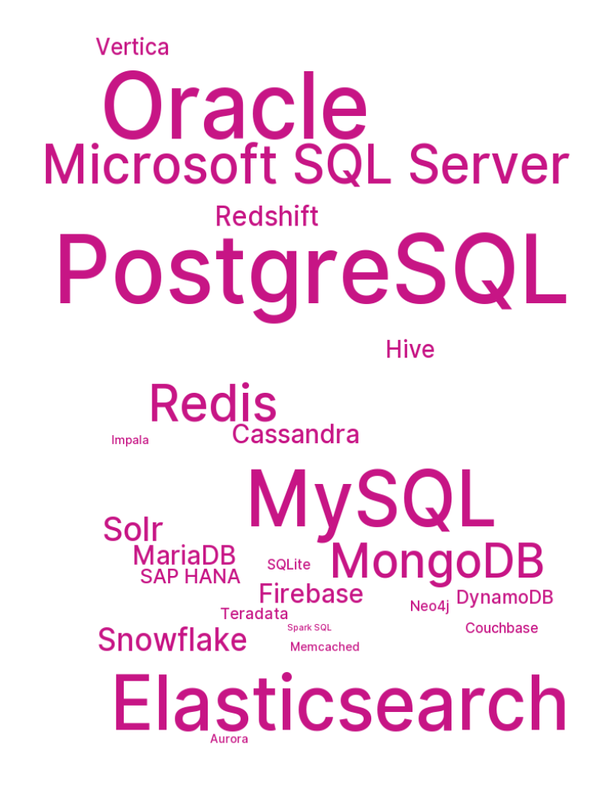 Vertica
Oracle
Microsoft SQL Server
Redshift
PostgreSQL
Hive
Redis
Cassandra
Impala
MySQL
Solr
MariaDB
SQLite
MongoDB
SAP HANA
Firebase
DynamoDB
Neo4j
Teradata
Spark SQL
Couchbase
Snowflake
Memcached
Elasticsearch
Aurora